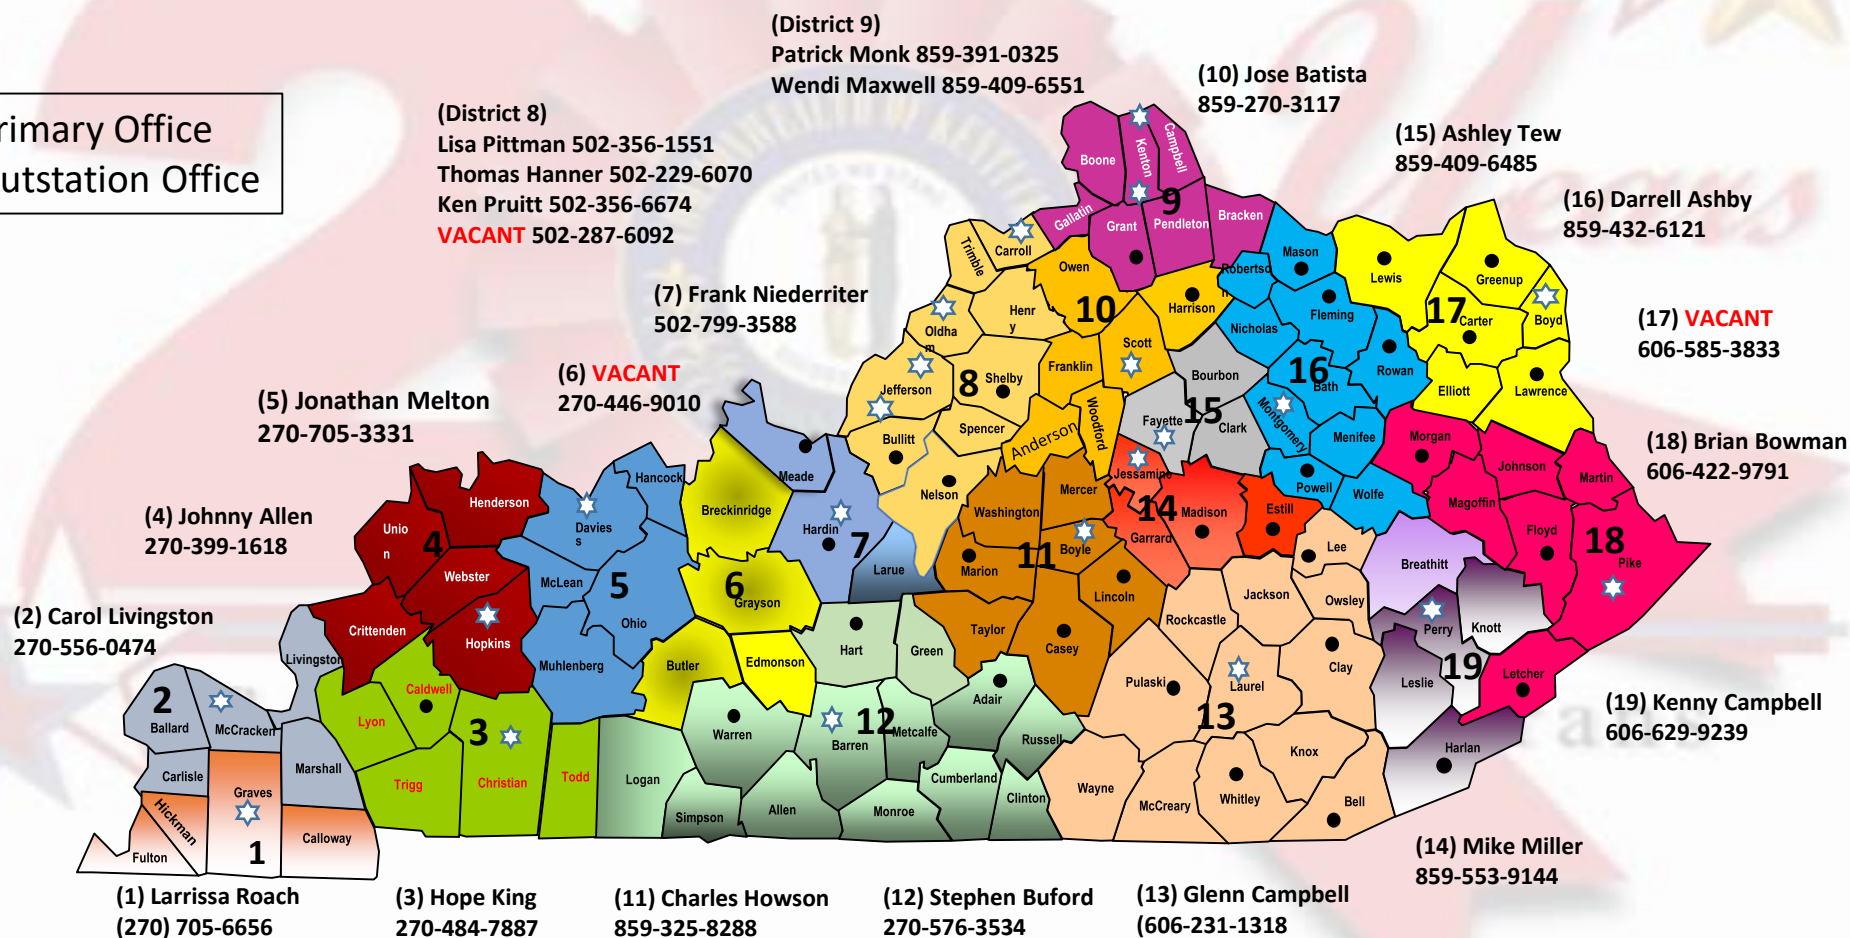 (District 9)
Patrick Monk 859-391-0325
Wendi Maxwell 859-409-6551
(10) Jose Batista
859-270-3117
rimary Office
utstation Office
(District 8)
Lisa Pittman 502-356-1551
Thomas Hanner 502-229-6070
Ken Pruitt 502-356-6674
VACANT 502-287-6092
(15) Ashley Tew
859-409-6485
(16) Darrell Ashby
859-432-6121
(7) Frank Niederriter
502-799-3588
(17) VACANT
606-585-3833
(6) VACANT
270-446-9010
(5) Jonathan Melton
270-705-3331
(18) Brian Bowman
606-422-9791
(4) Johnny Allen
270-399-1618
(2) Carol Livingston
270-556-0474
(19) Kenny Campbell
606-629-9239
(14) Mike Miller
859-553-9144
(1) Larrissa Roach
(270) 705-6656
(3) Hope King
270-484-7887
(11) Charles Howson
859-325-8288
(12) Stephen Buford
270-576-3534
(13) Glenn Campbell
(606-231-1318
Boone
Kenton
Campbell
9
Gallatin
Grant
Pendleton
Bracken
Trimble
Carroll
Owen
10
Harrison
Robertso
n
Mason
Lewis
Greenup
Oldha
m
Henr
y
Scott
Nicholas
Fleming
17
Carter
Boyd
Jefferson
8
Shelby
Franklin
Bourbon
16
Bath
Rowan
Elliott
Lawrence
Bullitt
Spencer
Anderson
Woodford
Fayette
15
Clark
Montgomery
Menifee
Morgan
Johnson
Martin
Meade
Nelson
Mercer
Jessamine
Powell
Wolfe
Magoffin
Floyd
18
Pike
Henderson
Hancock
Breckinridge
Hardin
7
Washington
14
Madison
Garrard
Estill
Lee
Breathitt
Unio
n
4
Davies
s
Larue
Marion
11
Boyle
Webster
McLean
5
6
Grayson
Lincoln
Jackson
Owsley
Perry
Knott
Crittenden
Hopkins
Ohio
Hart
Green
Taylor
Casey
Rockcastle
Clay
19
Leslie
Letcher
Livingston
Muhlenberg
Butler
Edmonson
Adair
Pulaski
Laurel
2
Ballard
McCracken
Caldwell
Lyon
3
Warren
12
Barren
Metcalfe
Russell
13
Knox
Harlan
Carlisle
Marshall
Trigg
Christian
Todd
Logan
Cumberland
Clinton
Wayne
McCreary
Whitley
Bell
Graves
Hickman
Simpson
Allen
Monroe
Calloway
Fulton
1